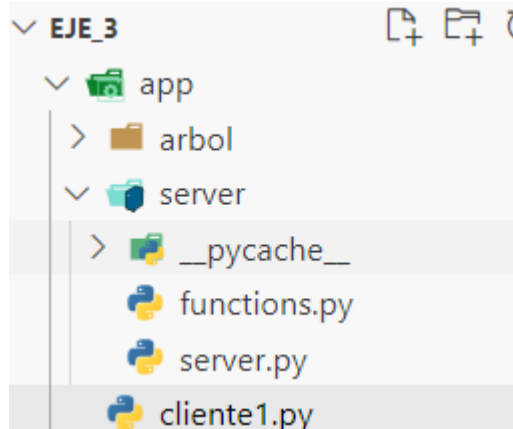 EJE_3
app
arbol
server
__pycache__
functions.py
server.py
cliente1.py